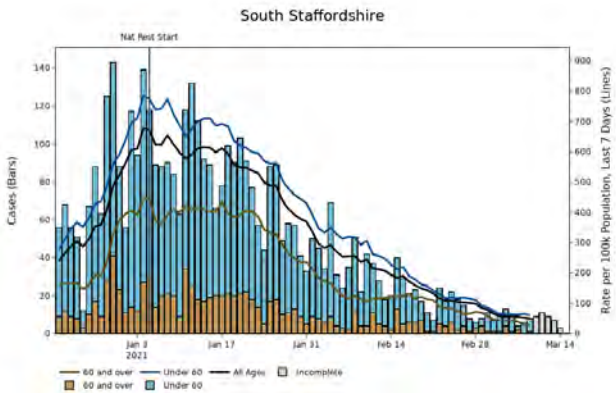 South Staffordshire
Nat Rest Start
140
120
100
80
60
40
20
0
Cases (Bars)
900
800
700
600
500
400
300
200
100
0
Rate per 100k Population, Last 7 Days (Lines)
Jan 3
2021
Jan 17
Jan 31
Feb 14
Feb 28
Mar 14
60 and over
Under 60
All Ages
Incomplete
60 and over
Under 60